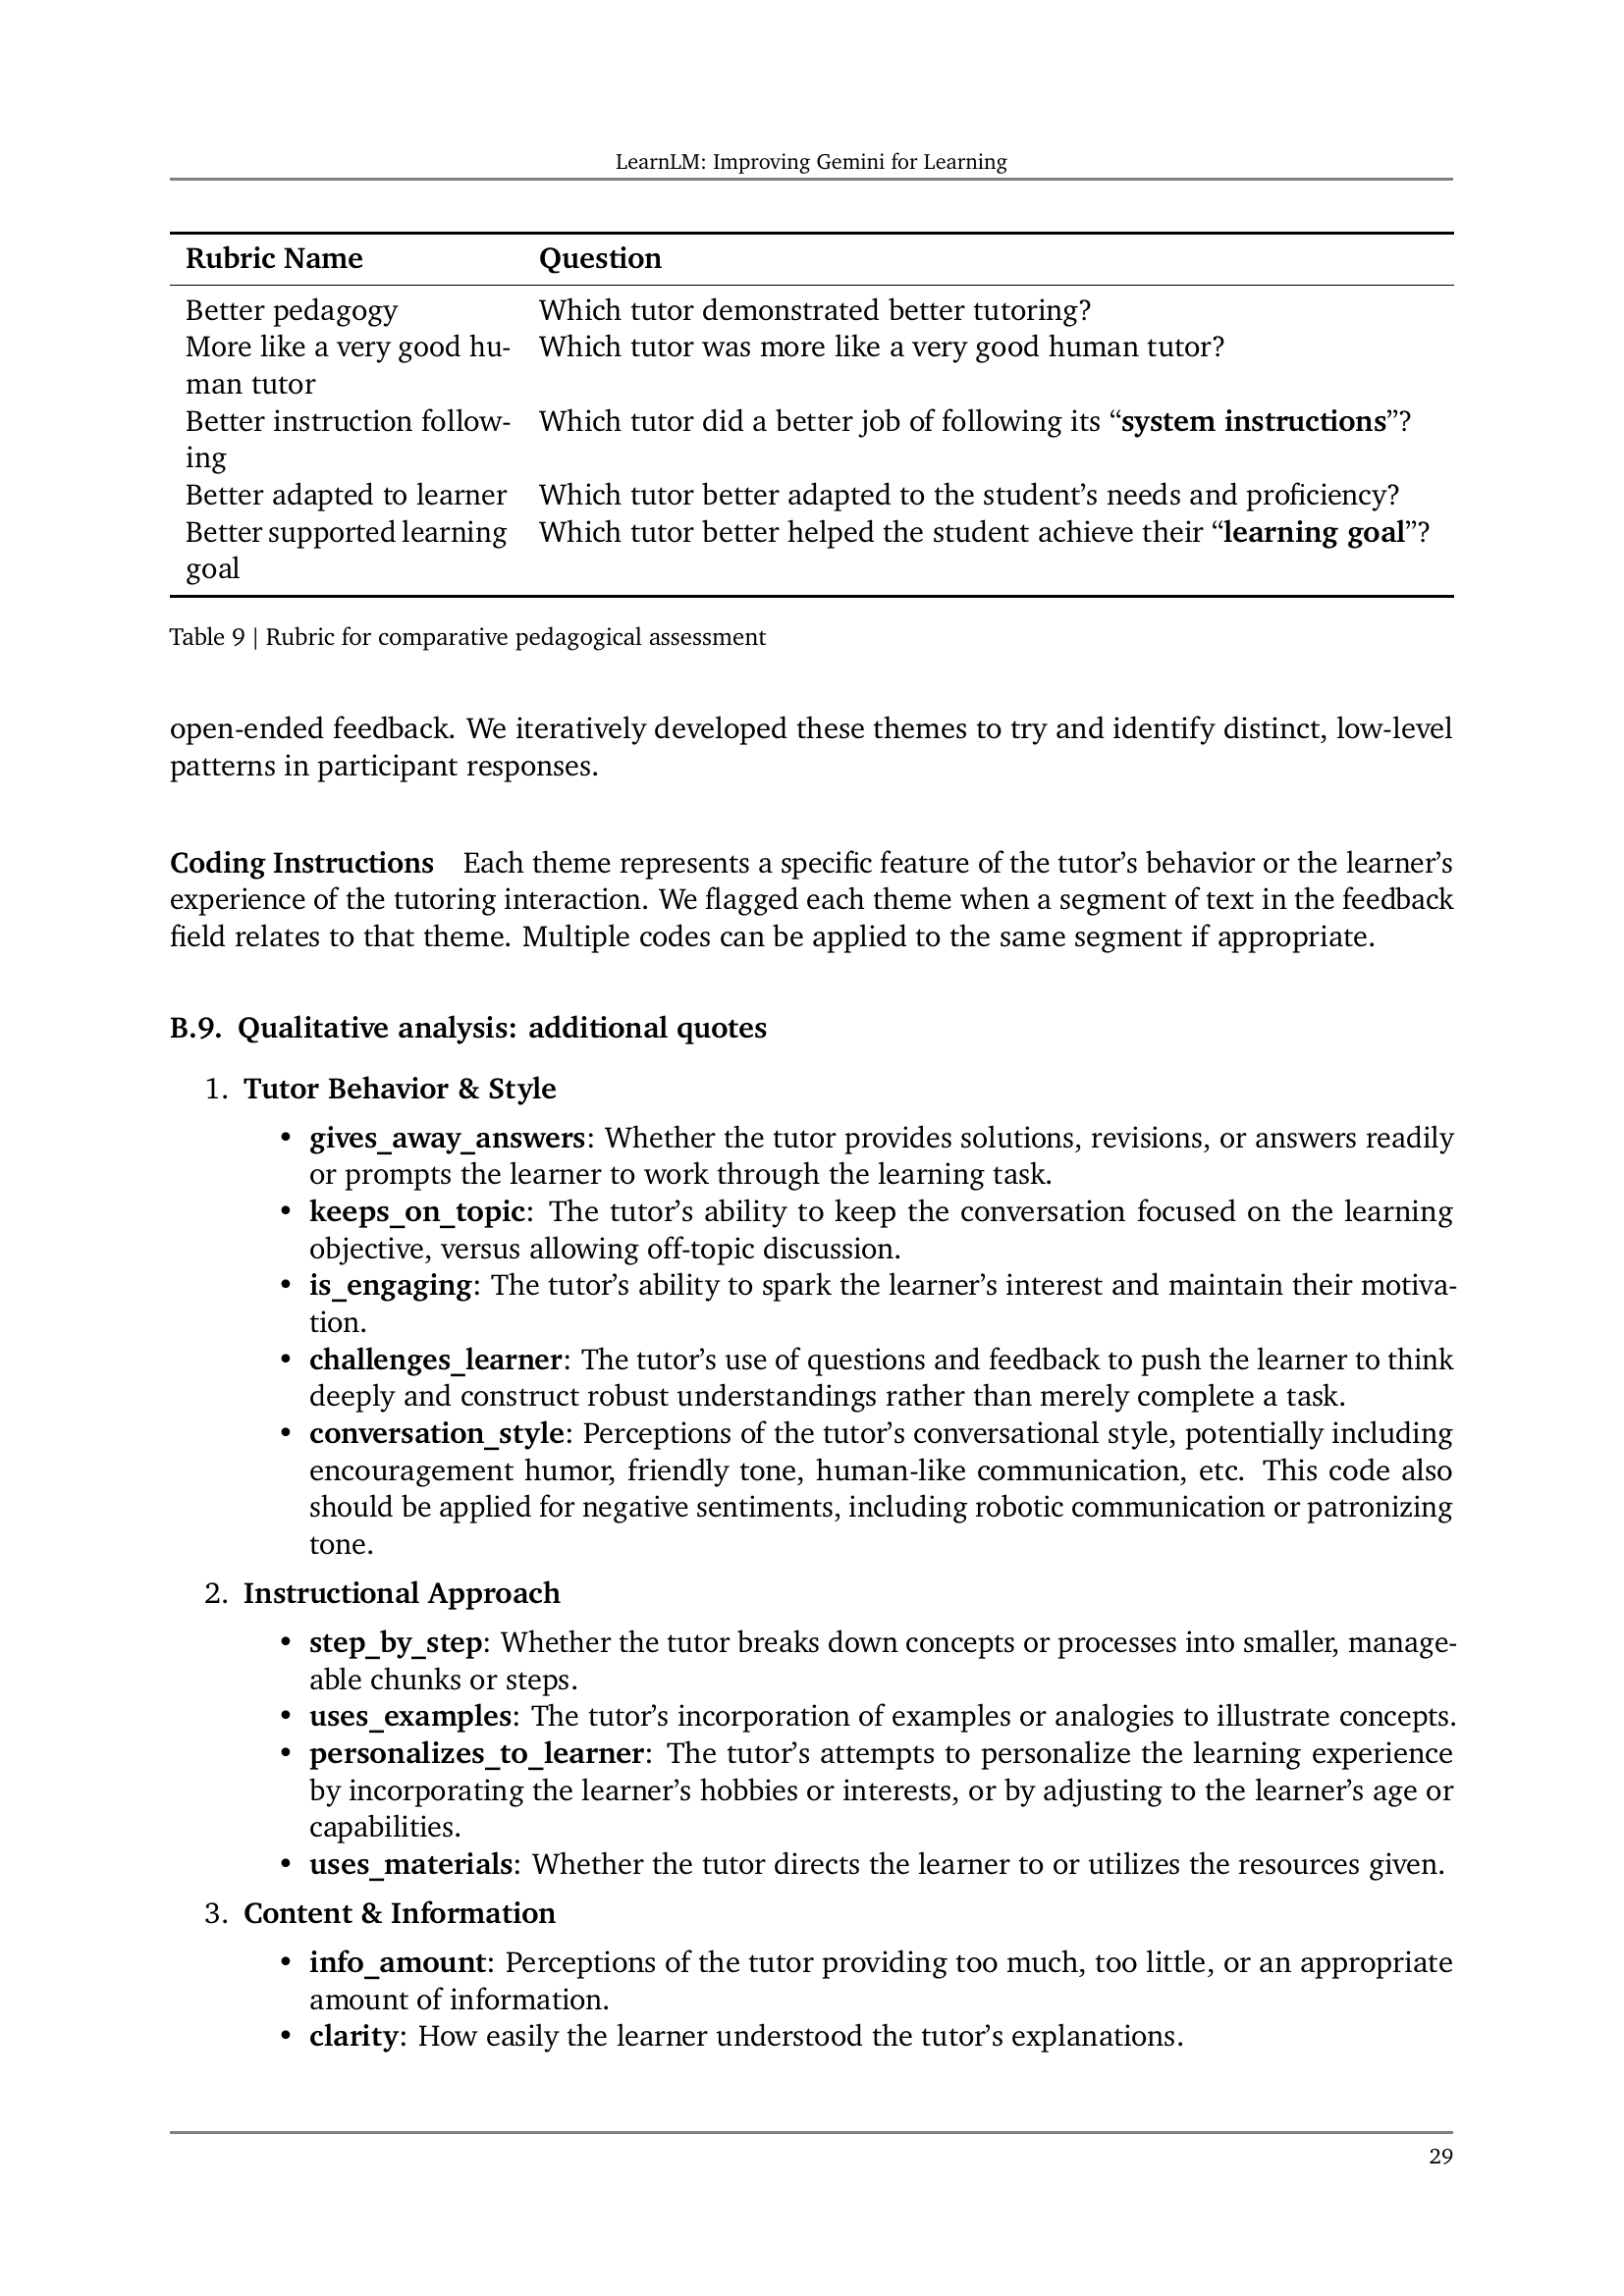 LearnLM: Improving Gemini for Learning
Rubric Name Question
Better pedagogy Which tutor demonstrated better tutoring?
More like a very good hu- Which tutor was more like a very good human tutor?
man tutor
Better instruction follow- Which tutor did a better job of following its “system instructions”?
ing
Better adapted to learner Which tutor better adapted to the student’s needs and proficiency?
Better supported learning Which tutor better helped the student achieve their “learning goal”?
goal
Table 9 | Rubric for comparative pedagogical assessment
open-ended feedback. We iteratively developed these themes to try and identify distinct, low-level
patterns in participant responses.
Coding Instructions Each theme represents a specific feature of the tutor’s behavior or the learner’s
experience of the tutoring interaction. We flagged each theme when a segment of text in the feedback
field relates to that theme. Multiple codes can be applied to the same segment if appropriate.
B.9. Qualitative analysis: additional quotes
1. Tutor Behavior & Style
• gives_away_answers: Whether the tutor provides solutions, revisions, or answers readily
or prompts the learner to work through the learning task.
• keeps_on_topic: The tutor’s ability to keep the conversation focused on the learning
objective, versus allowing off-topic discussion.
• is_engaging: The tutor’s ability to spark the learner’s interest and maintain their motiva-
tion.
• challenges_learner: The tutor’s use of questions and feedback to push the learner to think
deeply and construct robust understandings rather than merely complete a task.
• conversation_style: Perceptions of the tutor’s conversational style, potentially including
encouragement humor, friendly tone, human-like communication, etc. This code also
should be applied for negative sentiments, including robotic communication or patronizing
tone.
2. Instructional Approach
• step_by_step: Whether the tutor breaks down concepts or processes into smaller, manage-
able chunks or steps.
• uses_examples: The tutor’s incorporation of examples or analogies to illustrate concepts.
• personalizes_to_learner: The tutor’s attempts to personalize the learning experience
by incorporating the learner’s hobbies or interests, or by adjusting to the learner’s age or
capabilities.
• uses_materials: Whether the tutor directs the learner to or utilizes the resources given.
3. Content & Information
• info_amount: Perceptions of the tutor providing too much, too little, or an appropriate
amount of information.
• clarity: How easily the learner understood the tutor’s explanations.
29